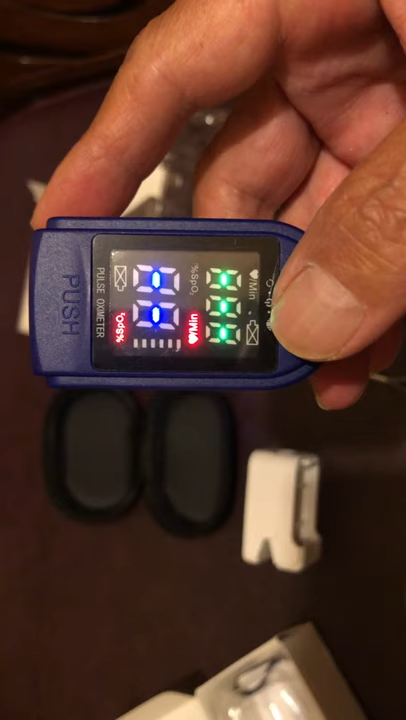 ♥/Min
---
%SpO₂ ♥/Min
--
%SpO₂
PULSE OXIMETER
PUSH